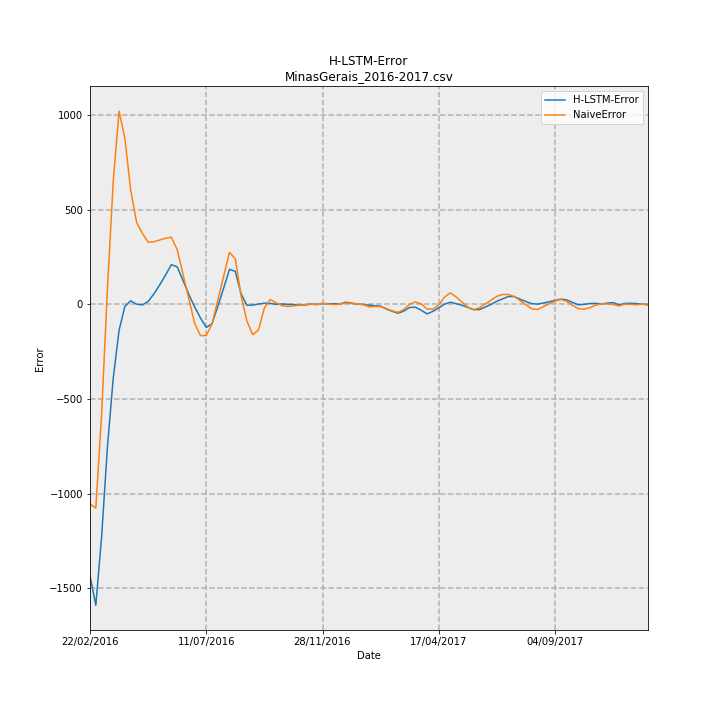 H-LSTM-Error
MinasGerais_2016-2017.csv
H-LSTM-Error
NaiveError
1000
500
0
−500
−1000
−1500
Error
22/02/2016
11/07/2016
28/11/2016
17/04/2017
04/09/2017
Date